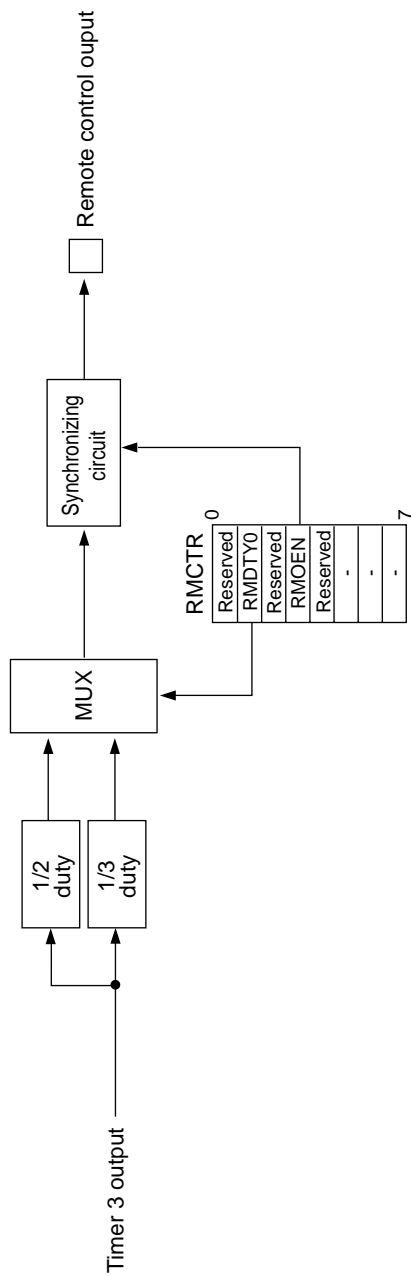 Timer 3 output
1/2
duty
1/3
duty
MUX
Synchronizing
circuit
Remote control ouput
RMCTR
0
Reserved
RMDTY0
Reserved
RMOEN
Reserved
-
-
-
7